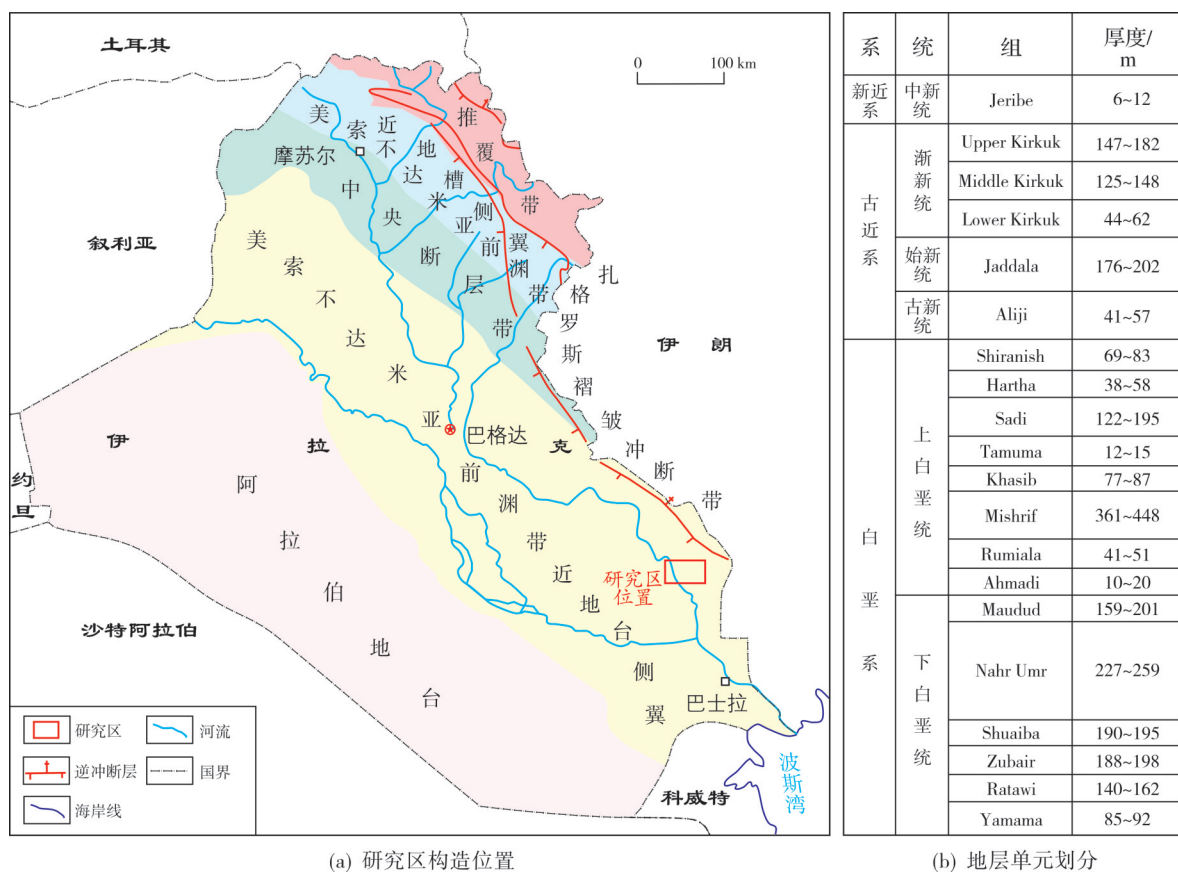 土耳其
0 100 km
叙利亚
伊朗
约旦
沙特阿拉伯
科威特
伊拉克
推覆带
美索不达米亚前渊带
近地槽侧翼
摩苏尔
中央断层带
扎格罗斯褶皱冲断带
美索不达米亚前渊带近地台侧翼
巴格达
阿拉伯地台
研究区
位置
巴士拉
波斯湾
研究区
河流
逆冲断层
国界
海岸线
(a) 研究区构造位置
系 统 组 厚度/m
新近系 中新统 Jeribe 6~12
古近系 渐新统 Upper Kirkuk 147~182
Middle Kirkuk 125~148
Lower Kirkuk 44~62
始新统 Jaddala 176~202
古新统 Aliji 41~57
白垩系 上白垩统 Shiranish 69~83
Hartha 38~58
Sadi 122~195
Tamuma 12~15
Khasib 77~87
Mishrif 361~448
Rumiala 41~51
Ahmadi 10~20
下白垩统 Maudud 159~201
Nahr Umr 227~259
Shuaiba 190~195
Zubair 188~198
Ratawi 140~162
Yamama 85~92
(b) 地层单元划分